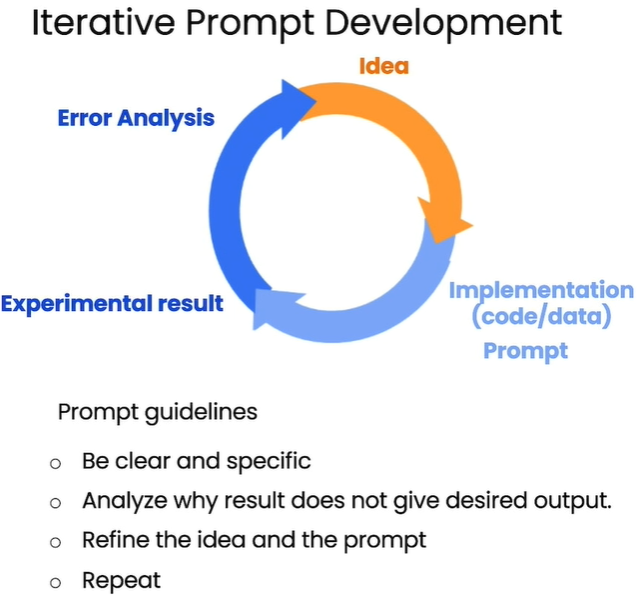 Iterative Prompt Development
Idea
Error Analysis
Experimental result
Implementation
(code/data)
Prompt
Prompt guidelines
o Be clear and specific
o Analyze why result does not give desired output.
o Refine the idea and the prompt
o Repeat